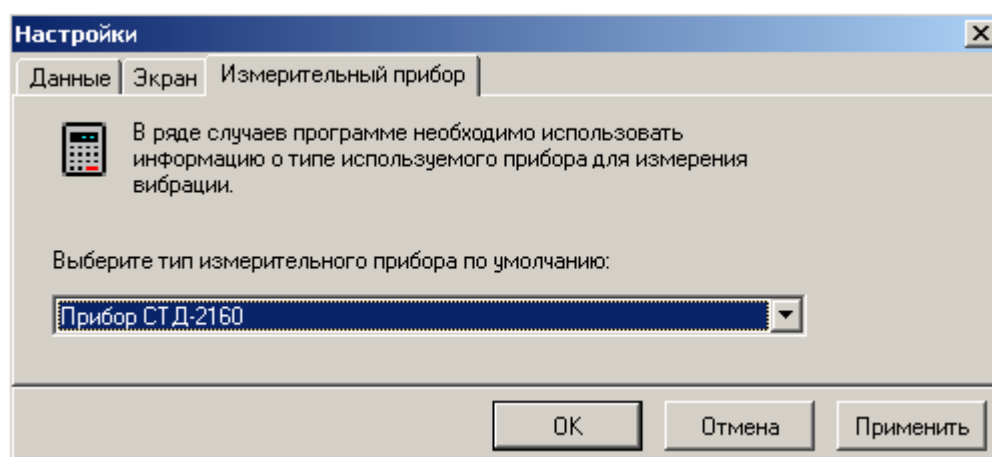 Настройки
Данные Экран Измерительный прибор
В ряде случаев программе необходимо использовать
информацию о типе используемого прибора для измерения
вибрации.
Выберите тип измерительного прибора по умолчанию:
Прибор СТД-2160
OK Отмена Применить